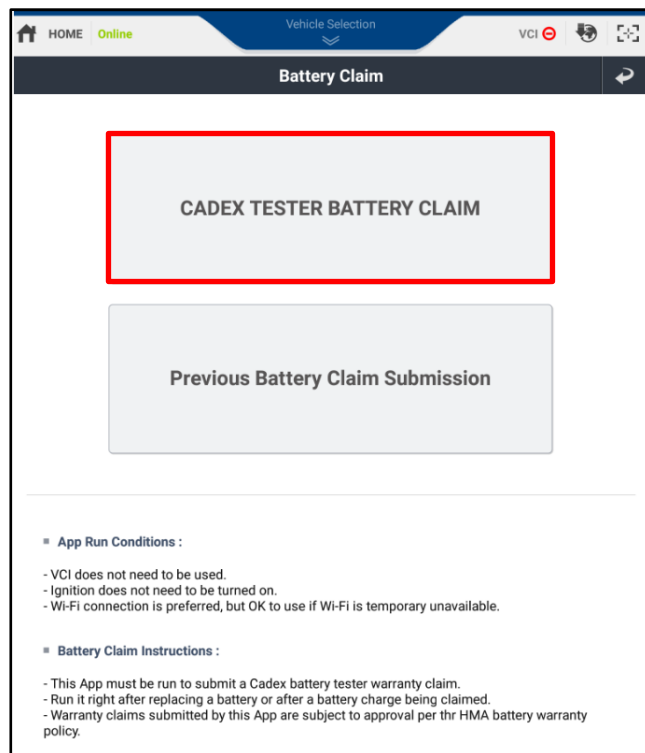 HOME Online Vehicle Selection VCI
Battery Claim
CADEX TESTER BATTERY CLAIM
Previous Battery Claim Submission
App Run Conditions :
- VCI does not need to be used.
- Ignition does not need to be turned on.
- Wi-Fi connection is preferred, but OK to use if Wi-Fi is temporary unavailable.
Battery Claim Instructions :
- This App must be run to submit a Cadex battery tester warranty claim.
- Run it right after replacing a battery or after a battery charge being claimed.
- Warranty claims submitted by this App are subject to approval per thr HMA battery warranty
policy.